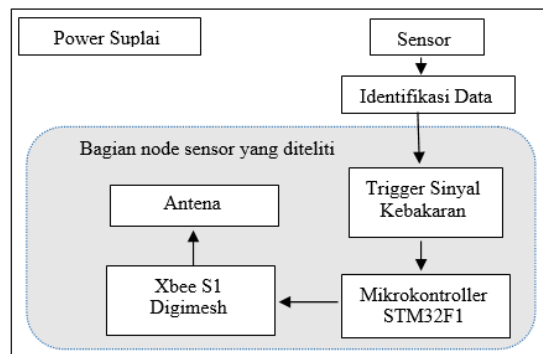 Power Suplai
Sensor
Identifikasi Data
Bagian node sensor yang diteliti
Trigger Sinyal
Kebakaran
Antena
Xbee S1
Digimesh
Mikrokontroller
STM32F1